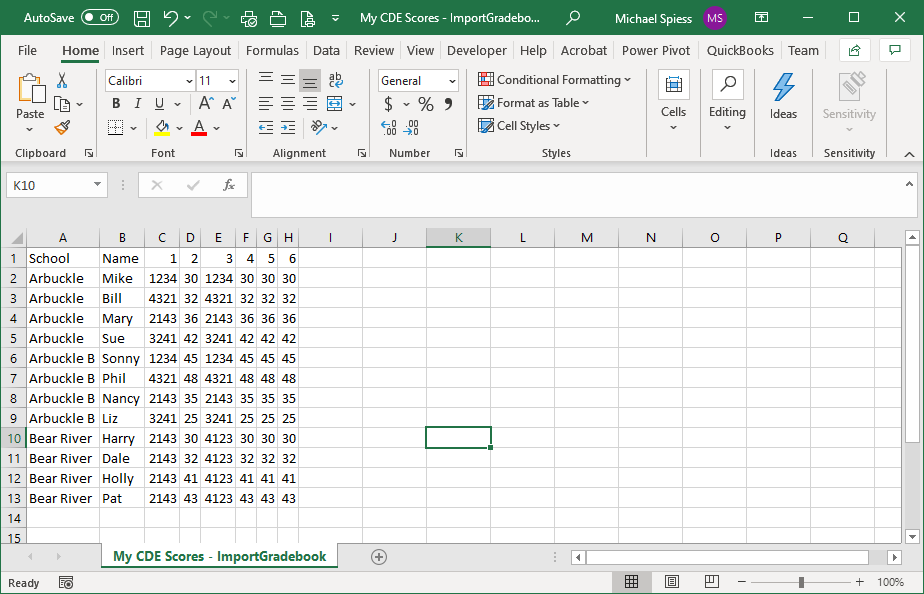 AutoSave Off My CDE Scores - ImportGradebo... Michael Spiess MS
File Home Insert Page Layout Formulas Data Review View Developer Help Acrobat Power Pivot QuickBooks Team
Calibri 11 General Conditional Formatting
B I U A A $ % Format as Table
Paste Cells Editing Ideas Sensitivity
A Cell Styles
Clipboard Font Alignment Number Styles Ideas Sensitivity
K10 fx
A B C D E F G H I J K L M N O P Q
1 School Name 1 2 3 4 5 6
2 Arbuckle Mike 1234 30 1234 30 30 30
3 Arbuckle Bill 4321 32 4321 32 32 32
4 Arbuckle Mary 2143 36 2143 36 36 36
5 Arbuckle Sue 3241 42 3241 42 42 42
6 Arbuckle B Sonny 1234 45 1234 45 45 45
7 Arbuckle B Phil 4321 48 4321 48 48 48
8 Arbuckle B Nancy 2143 35 2143 35 35 35
9 Arbuckle B Liz 3241 25 3241 25 25 25
10 Bear River Harry 2143 30 4123 30 30 30
11 Bear River Dale 2143 32 4123 32 32 32
12 Bear River Holly 2143 41 4123 41 41 41
13 Bear River Pat 2143 43 4123 43 43 43
14
15
My CDE Scores - ImportGradebook
Ready 100%